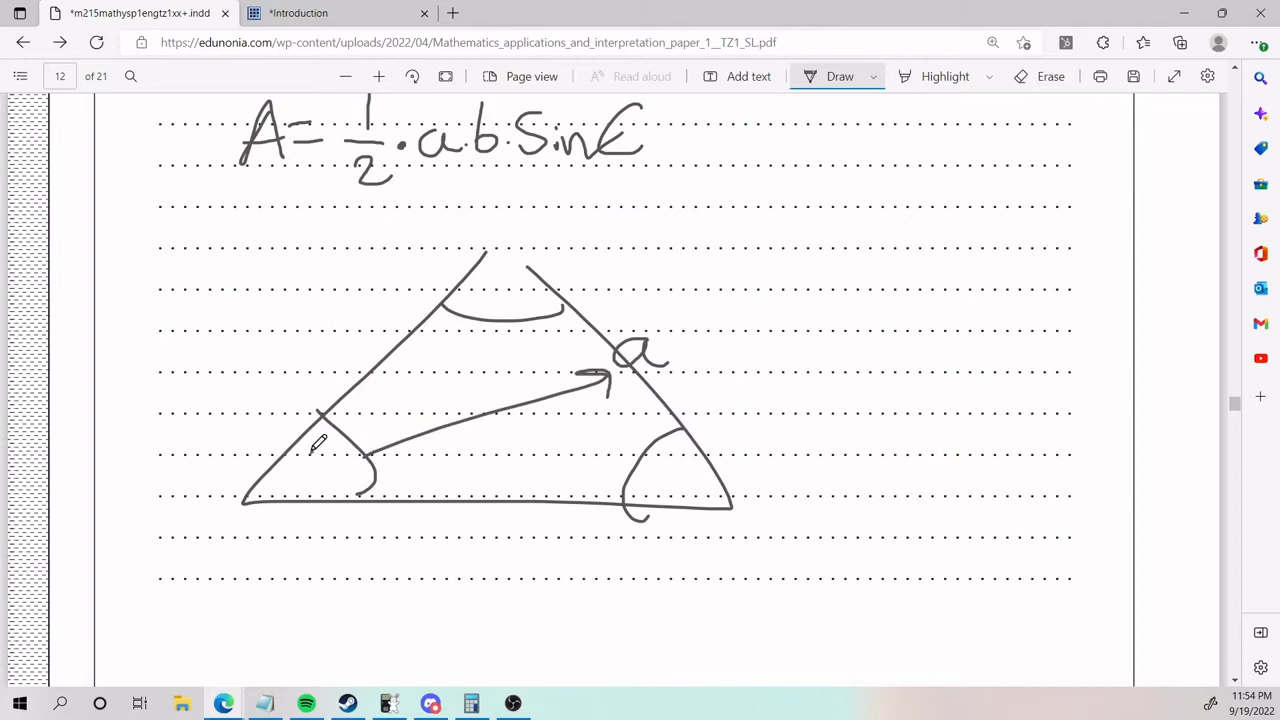 *m215mathysp1engtz1xx+.indd
*Introduction
https://edunonia.com/wp-content/uploads/2022/04/Mathematics_applications_and_interpretation_paper_1__TZ1_SL.pdf
12 of 21
Page view
Read aloud
Add text
Draw
Highlight
Erase
A = 1/2 · a.b.Sin C
a
11:54 PM
9/19/2022